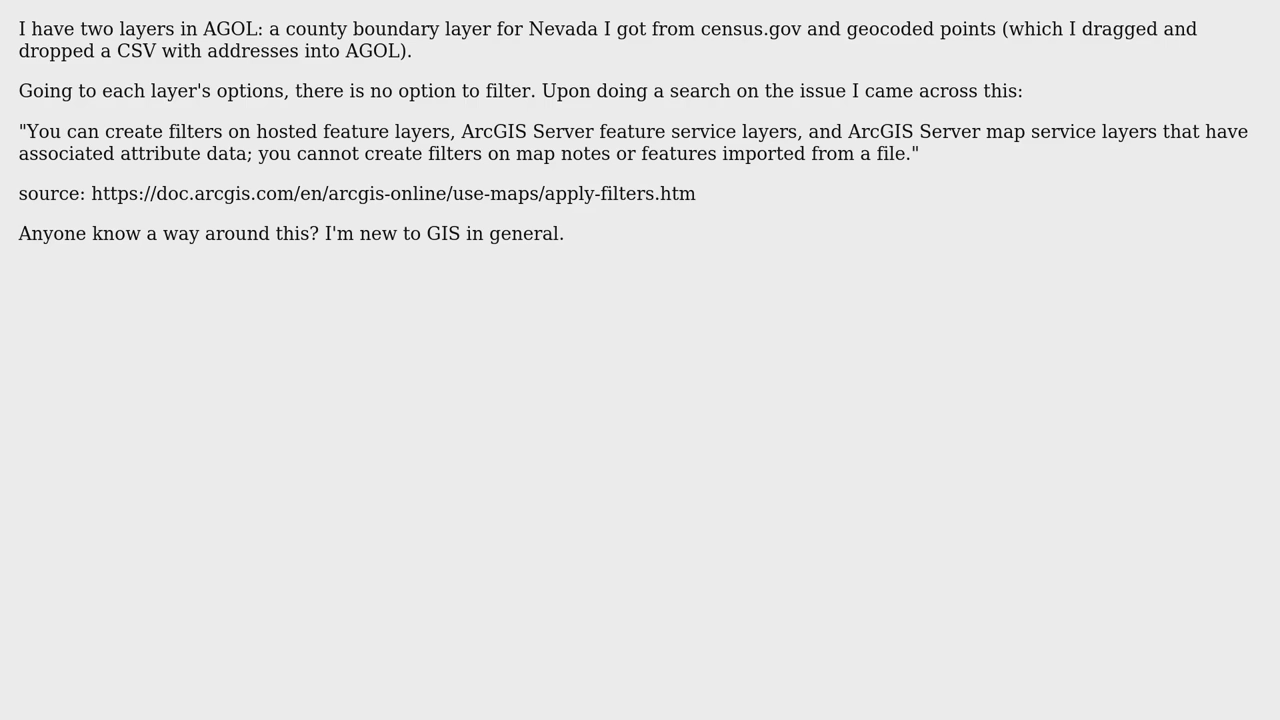 I have two layers in AGOL: a county boundary layer for Nevada I got from census.gov and geocoded points (which I dragged and
dropped a CSV with addresses into AGOL).
Going to each layer's options, there is no option to filter. Upon doing a search on the issue I came across this:
"You can create filters on hosted feature layers, ArcGIS Server feature service layers, and ArcGIS Server map service layers that have
associated attribute data; you cannot create filters on map notes or features imported from a file."
source: https://doc.arcgis.com/en/arcgis-online/use-maps/apply-filters.htm
Anyone know a way around this? I'm new to GIS in general.